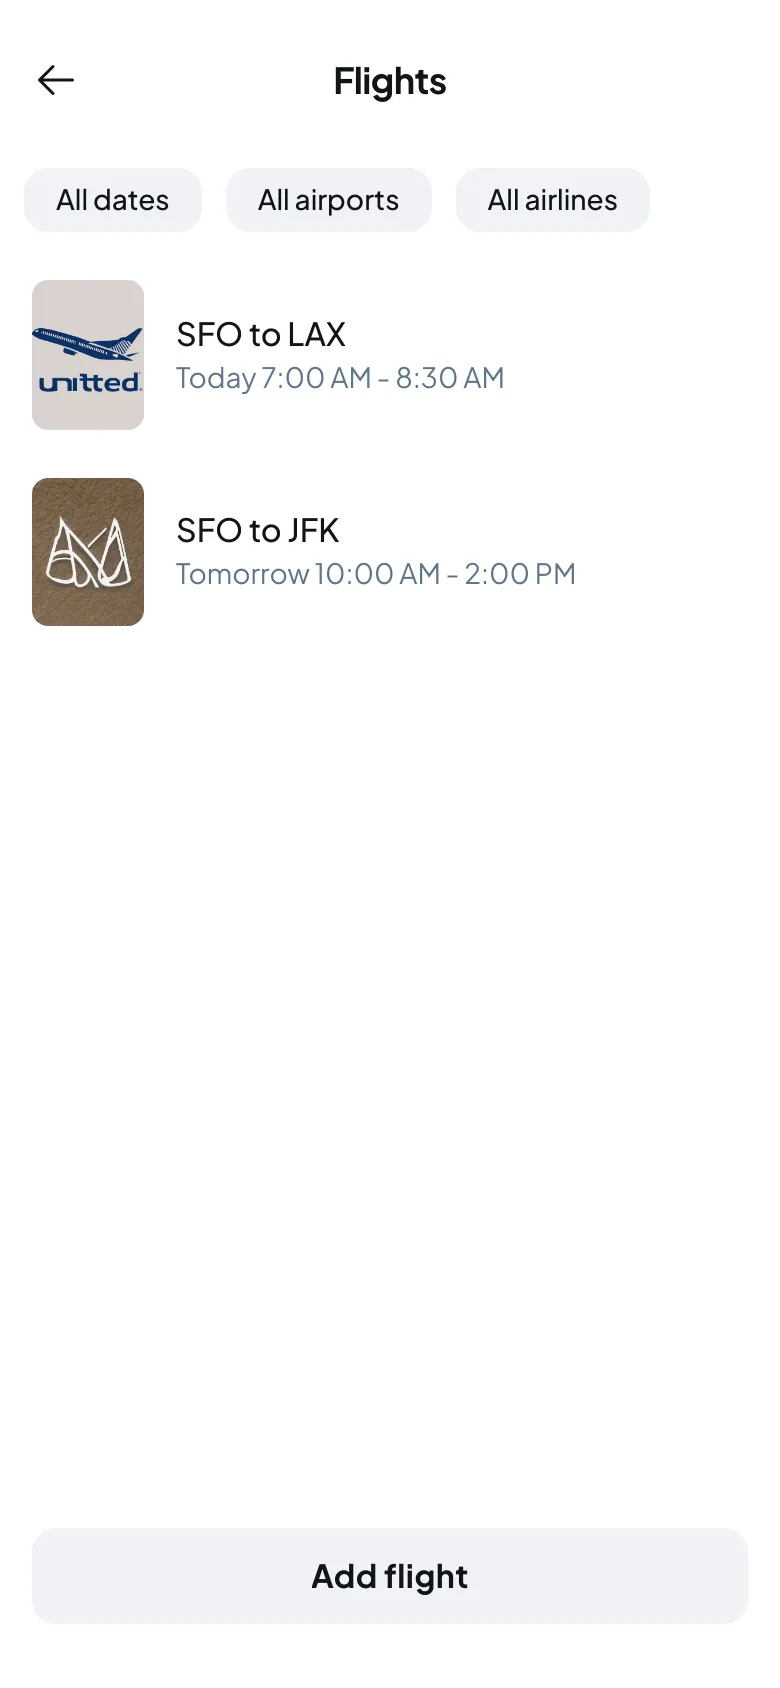 Flights
All dates
All airports
All airlines
unitted
SFO to LAX
Today 7:00 AM - 8:30 AM
SFO to JFK
Tomorrow 10:00 AM - 2:00 PM
Add flight